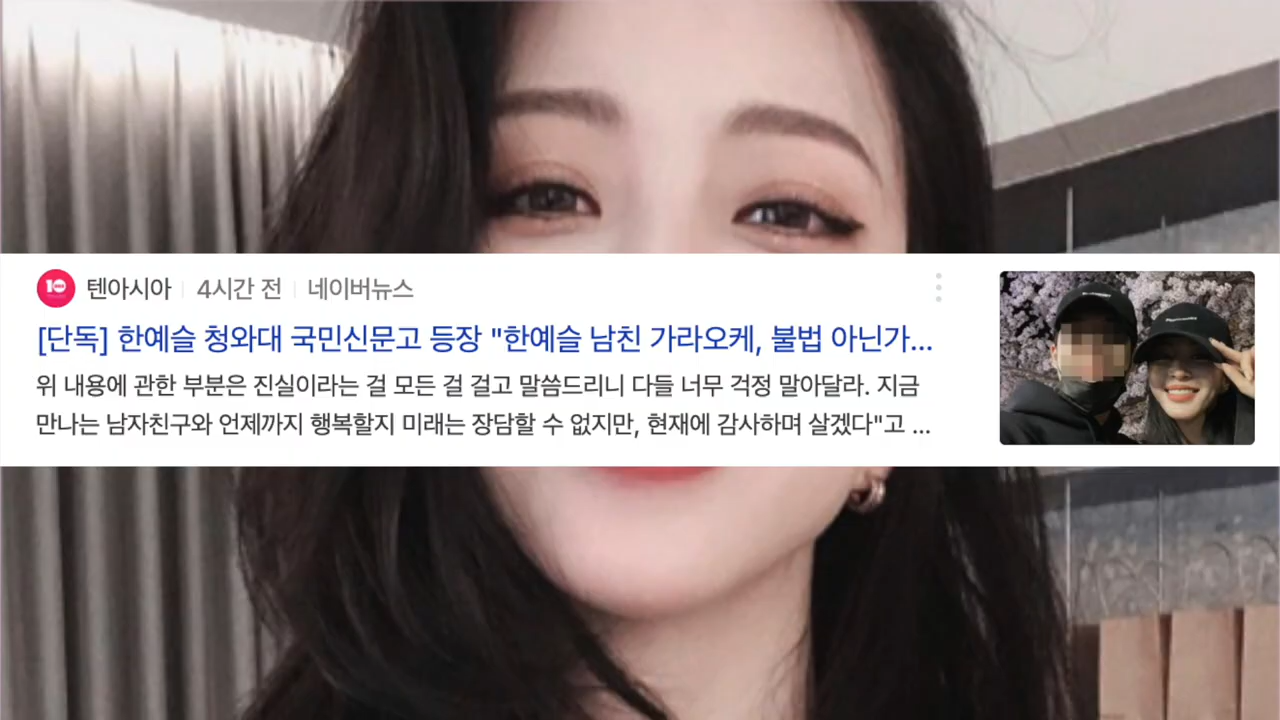 텐아시아 4시간 전 네이버뉴스
[단독] 한예슬 청와대 국민신문고 등장 "한예슬 남친 가라오케, 불법 아닌가...
위 내용에 관한 부분은 진실이라는 걸 모든 걸 걸고 말씀드리니 다들 너무 걱정 말아달라. 지금
만나는 남자친구와 언제까지 행복할지 미래는 장담할 수 없지만, 현재에 감사하며 살겠다"고 ...